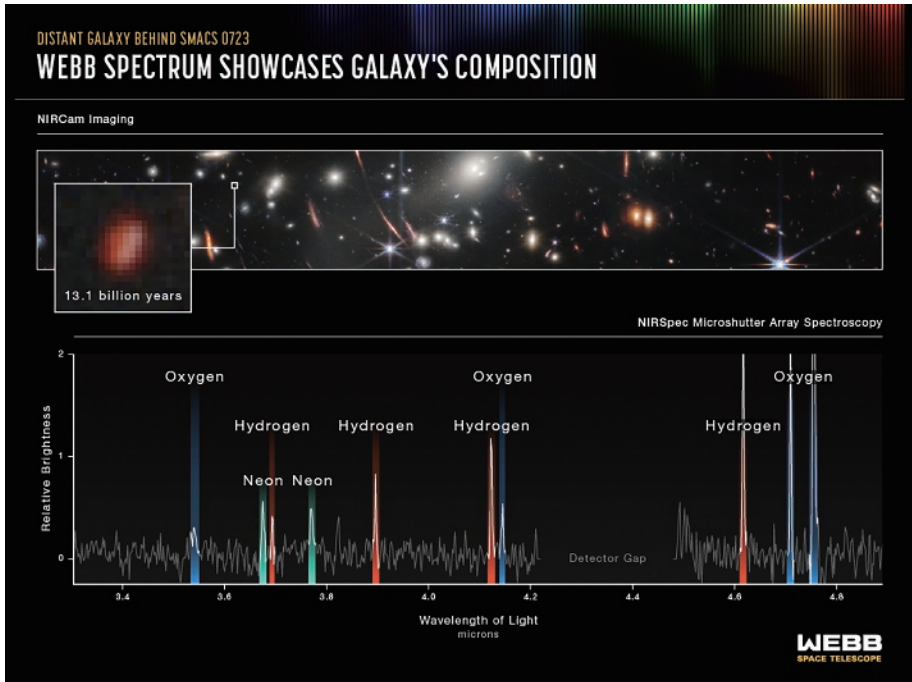 DISTANT GALAXY BEHIND SMACS 0723
WEBB SPECTRUM SHOWCASES GALAXY'S COMPOSITION
NIRCam Imaging
13.1 billion years
NIRSpec Microshutter Array Spectroscopy
Relative Brightness
2
1
0
Oxygen
Hydrogen
Neon
Neon
Hydrogen
Hydrogen
Oxygen
Detector Gap
Hydrogen
Oxygen
3.4 3.6 3.8 4.0 4.2 4.4 4.6 4.8
Wavelength of Light
microns
WEBB
SPACE TELESCOPE